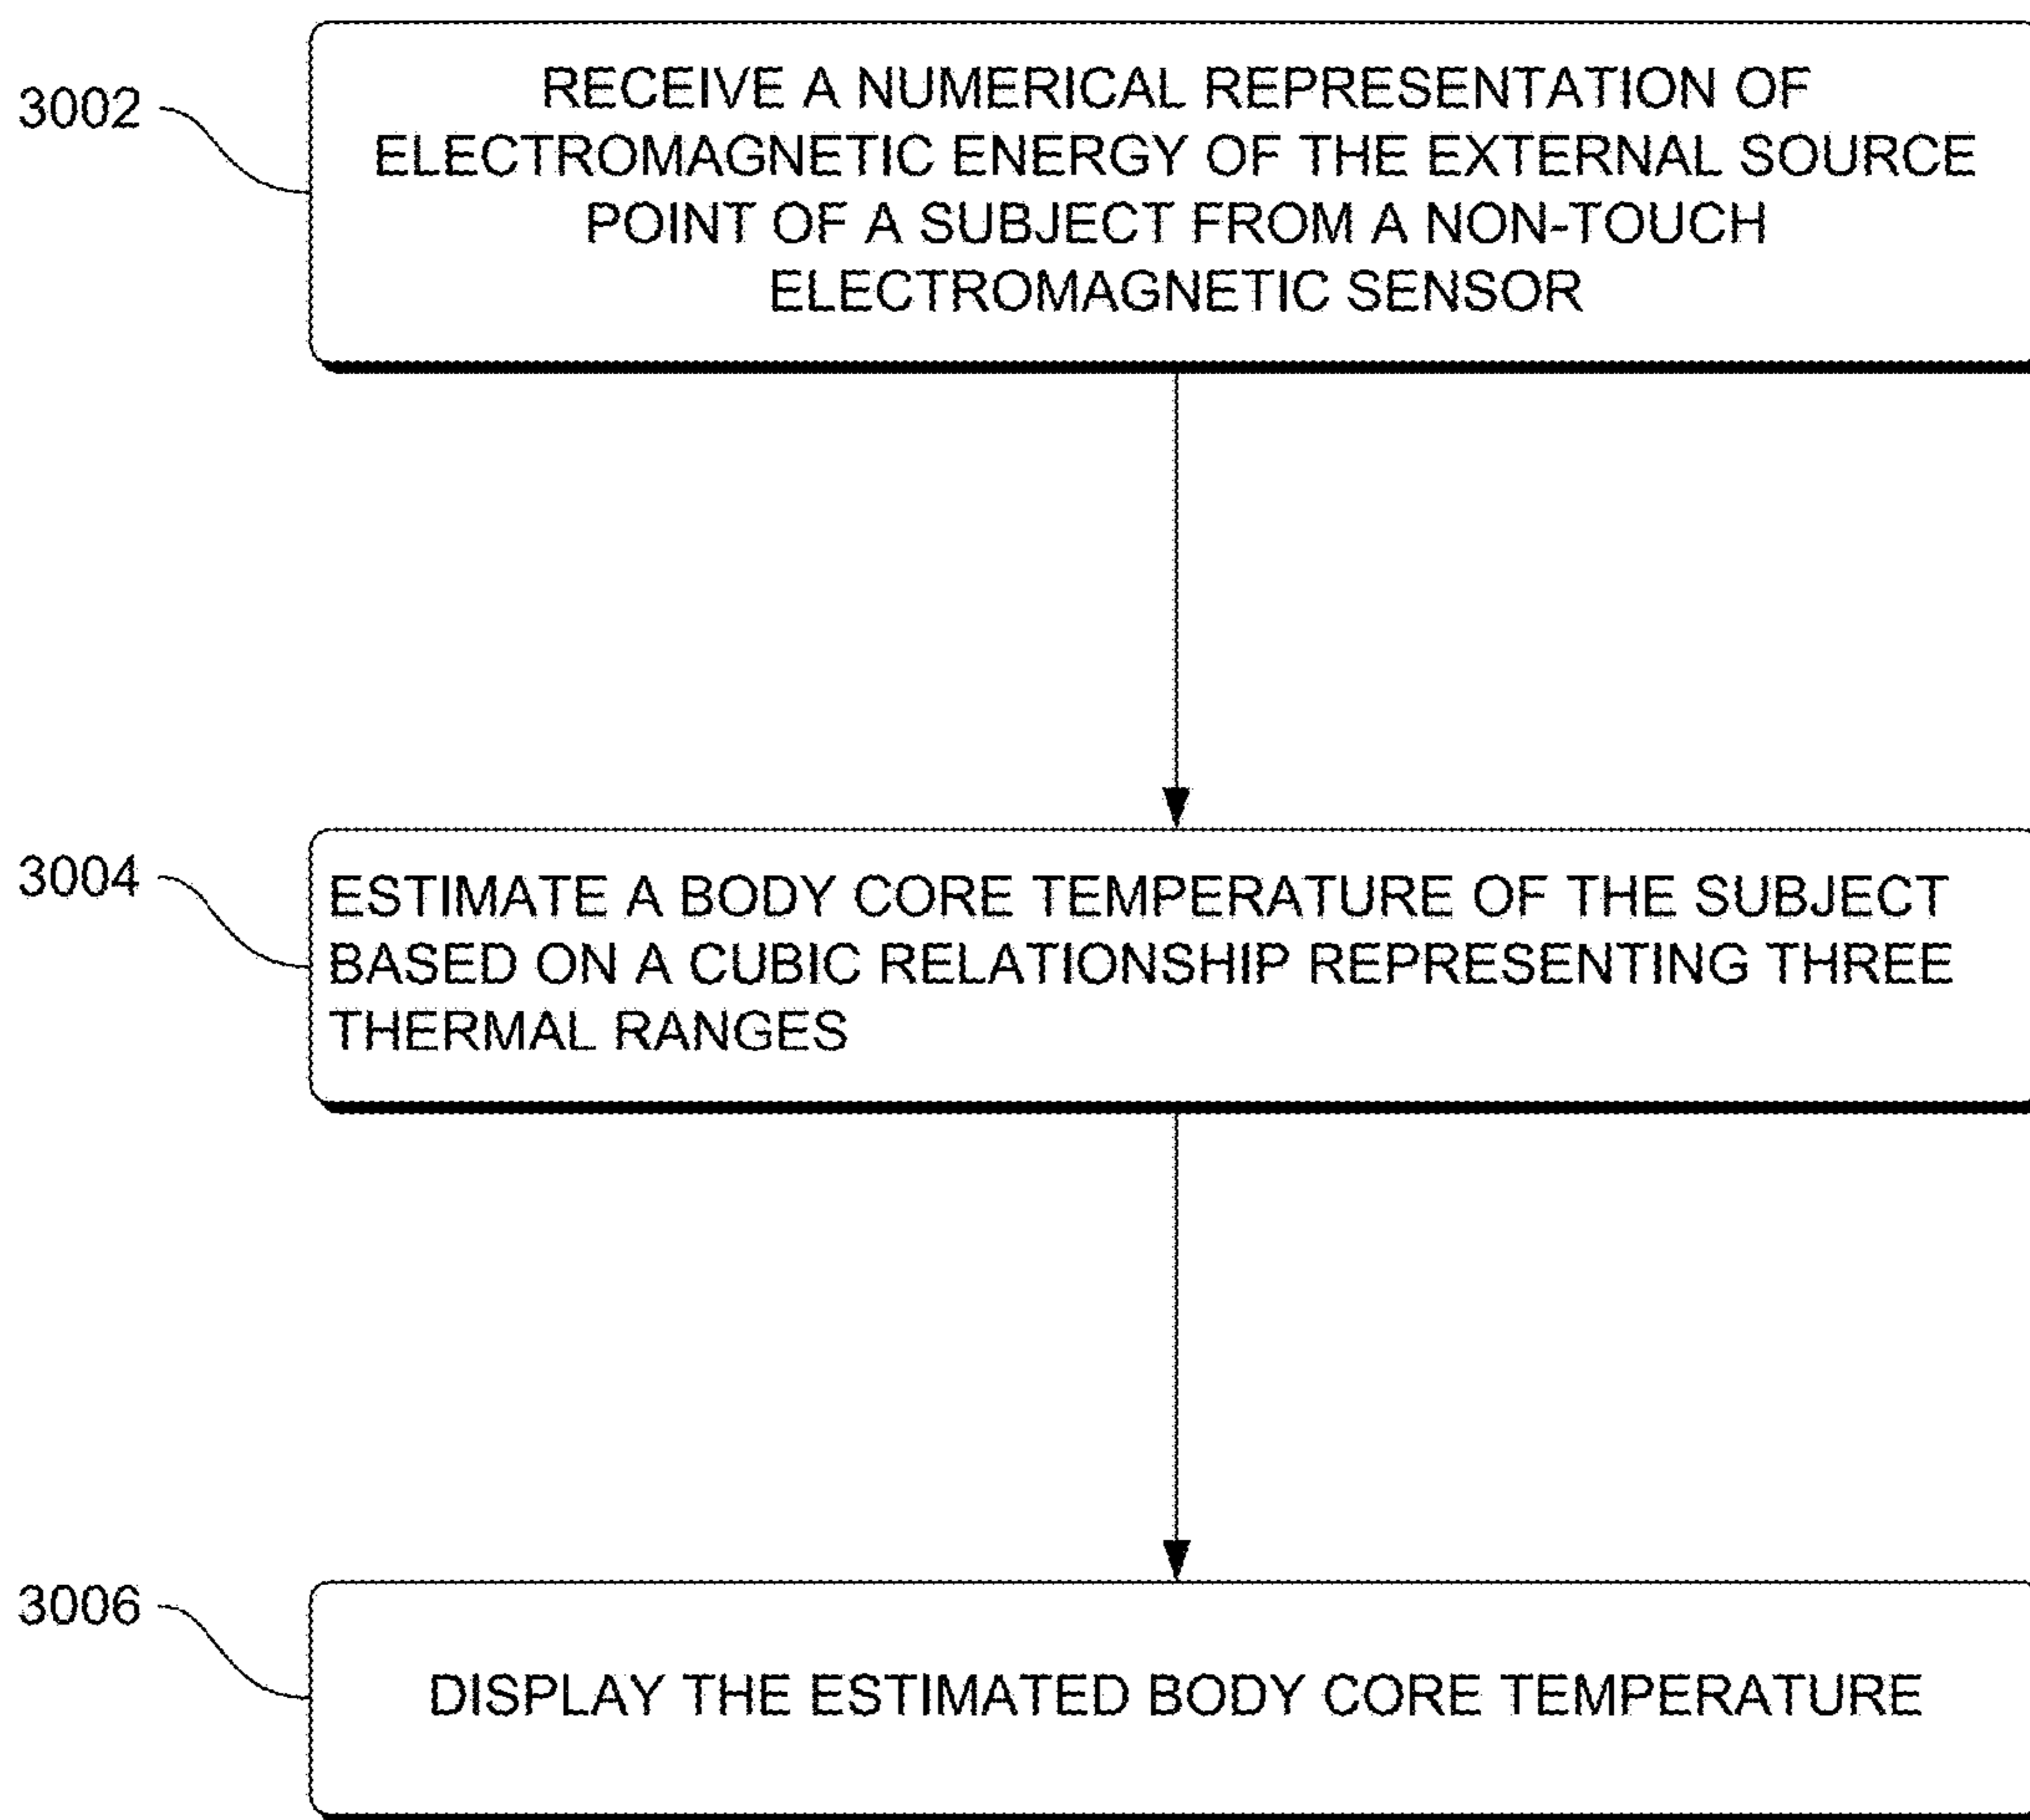 3002
RECEIVE A NUMERICAL REPRESENTATION OF
ELECTROMAGNETIC ENERGY OF THE EXTERNAL SOURCE
POINT OF A SUBJECT FROM A NON-TOUCH
ELECTROMAGNETIC SENSOR
3004
ESTIMATE A BODY CORE TEMPERATURE OF THE SUBJECT
BASED ON A CUBIC RELATIONSHIP REPRESENTING THREE
THERMAL RANGES
3006
DISPLAY THE ESTIMATED BODY CORE TEMPERATURE